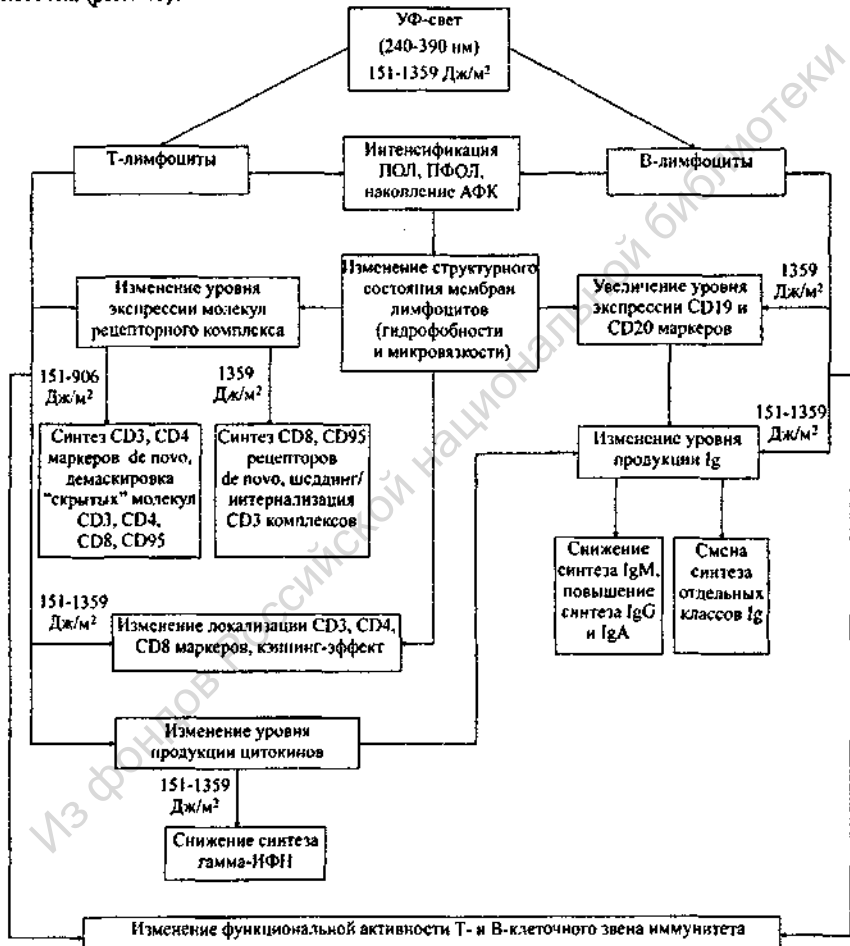 УФ-свет
(240-390 нм)
151-1359 Дж/м²
Т-лимфоциты
Интенсификация
ПОЛ, ПФОЛ,
накопление АФК
В-лимфоциты
Изменение уровня
экспрессии молекул
рецепторного комплекса
Изменение структурного
состояния мембран
лимфоцитов
(гидрофобности
и микровязкости)
Увеличение уровня
экспрессии CD19 и
CD20 маркеров
1359
Дж/м²
151-906
Дж/м²
1359
Дж/м²
151-1359
Дж/м²
Синтез CD3, CD4
маркеров de novo,
демаскировка
"скрытых" молекул
CD3, CD4,
CD8, CD95
Синтез CD8, CD95
рецепторов
de novo, шеддинг/
интернализация
CD3 комплексов
Изменение уровня
продукции Ig
Снижение
синтеза IgM,
повышение
синтеза IgG
и IgA
Смена
синтеза
отдельных
классов Ig
151-1359
Дж/м²
Изменение локализации CD3, CD4,
CD8 маркеров, кэппинг-эффект
Изменение уровня
продукции цитокинов
151-1359
Дж/м²
Снижение синтеза
гамма-ИФН
Изменение функциональной активности Т- и В-клеточного звена иммунитета
Из фондов Российской национальной библиотеки